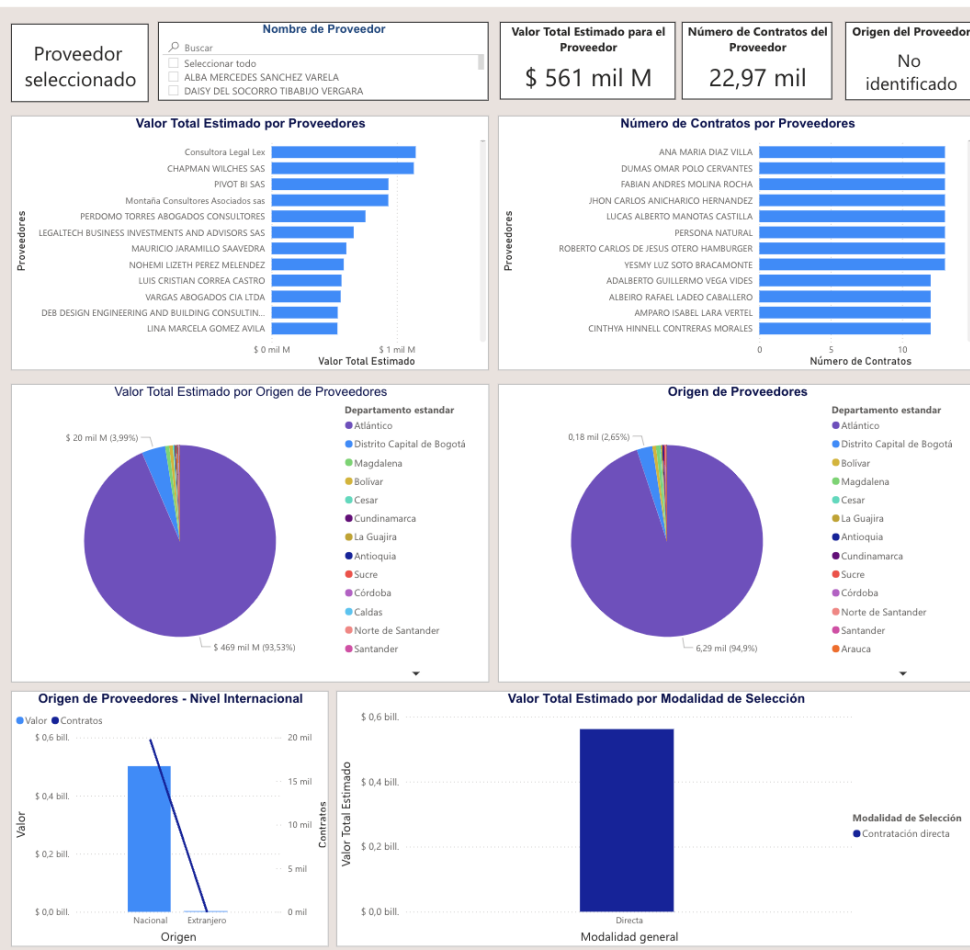 Proveedor
seleccionado
Nombre de Proveedor
Buscar
Seleccionar todo
ALBA MERCEDES SANCHEZ VARELA
DAISY DEL SOCORRO TIBABIJO VERGARA
Valor Total Estimado para el
Proveedor
$ 561 mil M
Número de Contratos del
Proveedor
22,97 mil
Origen del Proveedor
No
identificado
Valor Total Estimado por Proveedores
Proveedores
Consultora Legal Lex
CHAPMAN WILCHES SAS
PIVOT BI SAS
Montaña Consultores Asociados sas
PERDOMO TORRES ABOGADOS CONSULTORES
LEGALTECH BUSINESS INVESTMENTS AND ADVISORS SAS
MAURICIO JARAMILLO SAAVEDRA
NOHEMI LIZETH PEREZ MELENDEZ
LUIS CRISTIAN CORREA CASTRO
VARGAS ABOGADOS CIA LTDA
DEB DESIGN ENGINEERING AND BUILDING CONSULTIN...
LINA MARCELA GOMEZ AVILA
$ 0 mil M
$ 1 mil M
Valor Total Estimado
Número de Contratos por Proveedores
Proveedores
ANA MARIA DIAZ VILLA
DUMAS OMAR POLO CERVANTES
FABIAN ANDRES MOLINA ROCHA
JHON CARLOS ANICHARICO HERNANDEZ
LUCAS ALBERTO MANOTAS CASTILLA
PERSONA NATURAL
ROBERTO CARLOS DE JESUS OTERO HAMBURGER
YESMY LUZ SOTO BRACAMONTE
ADALBERTO GUILLERMO VEGA VIDES
ALBEIRO RAFAEL LADEO CABALLERO
AMPARO ISABEL LARA VERTEL
CINTHYA HINNELL CONTRERAS MORALES
0
5
10
Número de Contratos
Valor Total Estimado por Origen de Proveedores
$ 20 mil M (3,99%)
$ 469 mil M (93,53%)
Departamento estandar
Atlántico
Distrito Capital de Bogotá
Magdalena
Bolívar
Cesar
Cundinamarca
La Guajira
Antioquia
Sucre
Córdoba
Caldas
Norte de Santander
Santander
Origen de Proveedores
0,18 mil (2,65%)
6,29 mil (94,9%)
Departamento estandar
Atlántico
Distrito Capital de Bogotá
Bolívar
Magdalena
Cesar
La Guajira
Antioquia
Cundinamarca
Sucre
Córdoba
Norte de Santander
Santander
Arauca
Origen de Proveedores - Nivel Internacional
Valor
Contratos
$ 0,6 bill.
$ 0,4 bill.
$ 0,2 bill.
$ 0,0 bill.
Valor
20 mil
15 mil
10 mil
5 mil
0 mil
Contratos
Nacional
Extranjero
Origen
Valor Total Estimado por Modalidad de Selección
Valor Total Estimado
$ 0,6 bill.
$ 0,4 bill.
$ 0,2 bill.
$ 0,0 bill.
Directa
Modalidad general
Modalidad de Selección
Contratación directa